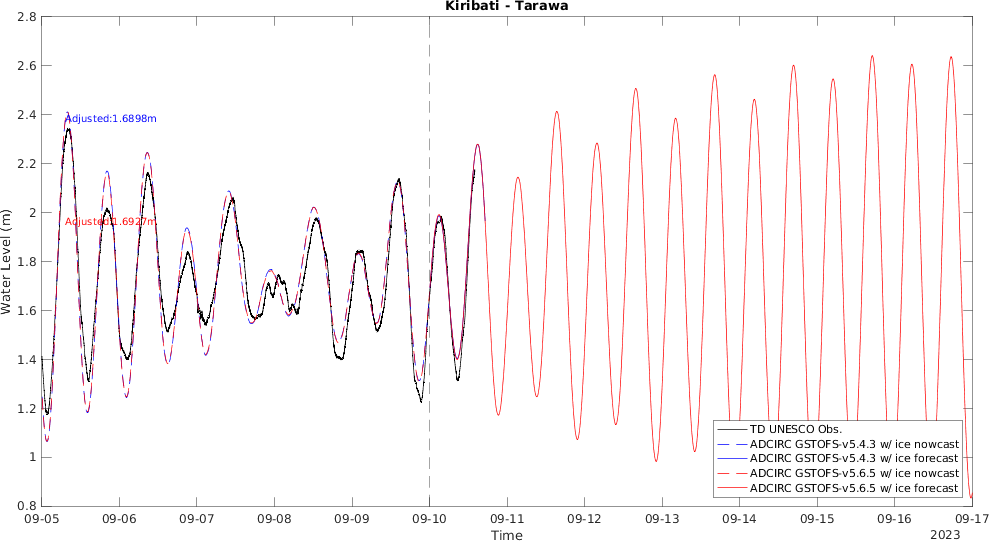 Kiribati - Tarawa
2.8
2.6
2.4
2.2
2
1.8
1.6
1.4
1.2
1
0.8
Water Level (m)
Adjusted:1.6898m
Adjusted:1.6927m
TD UNESCO Obs.
ADCIRC GSTOFS-v5.4.3 w/ ice nowcast
ADCIRC GSTOFS-v5.4.3 w/ ice forecast
ADCIRC GSTOFS-v5.6.5 w/ ice nowcast
ADCIRC GSTOFS-v5.6.5 w/ ice forecast
09-05 09-06 09-07 09-08 09-09 09-10 09-11 09-12 09-13 09-14 09-15 09-16 09-17
Time
2023